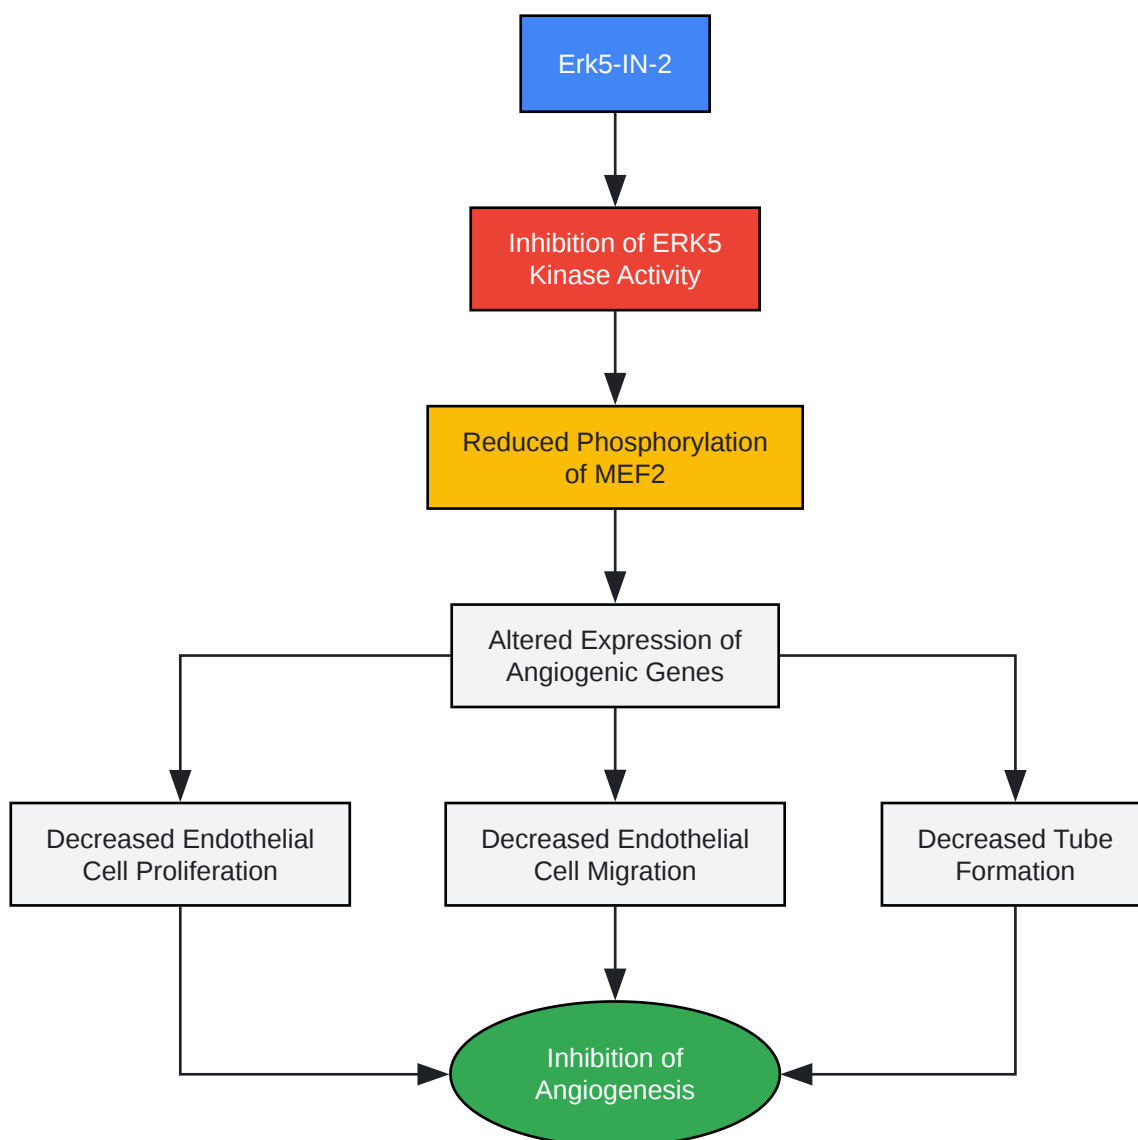 Erk5-IN-2
Inhibition of ERK5
Kinase Activity
Reduced Phosphorylation
of MEF2
Altered Expression of
Angiogenic Genes
Decreased Endothelial
Cell Proliferation
Decreased Endothelial
Cell Migration
Decreased Tube
Formation
Inhibition of
Angiogenesis